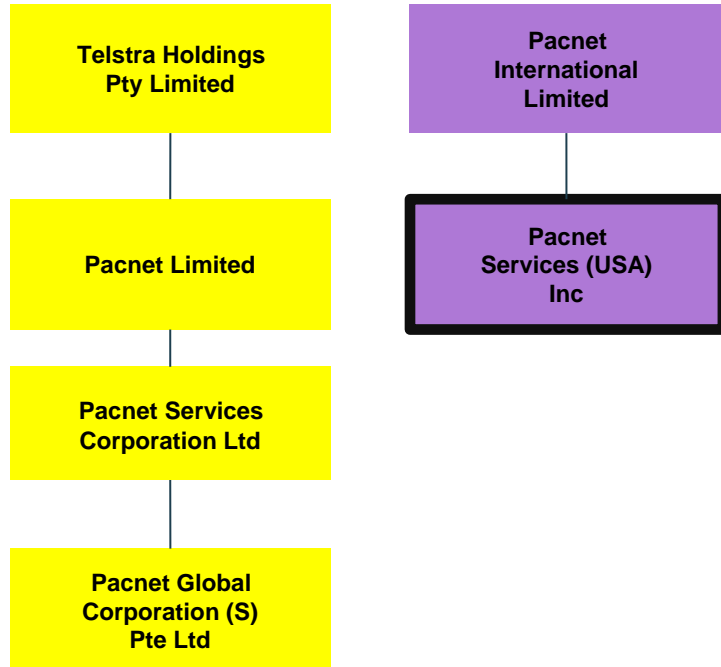 Telstra Holdings
Pty Limited
Pacnet Limited
Pacnet Services
Corporation Ltd
Pacnet Global
Corporation (S)
Pte Ltd
Pacnet
International
Limited
Pacnet
Services (USA)
Inc